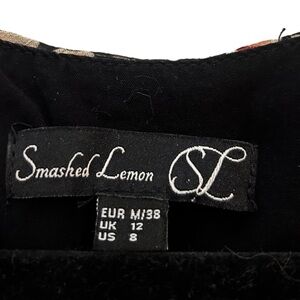 Smashed Lemon SL
EUR M/38
UK 12
US 8